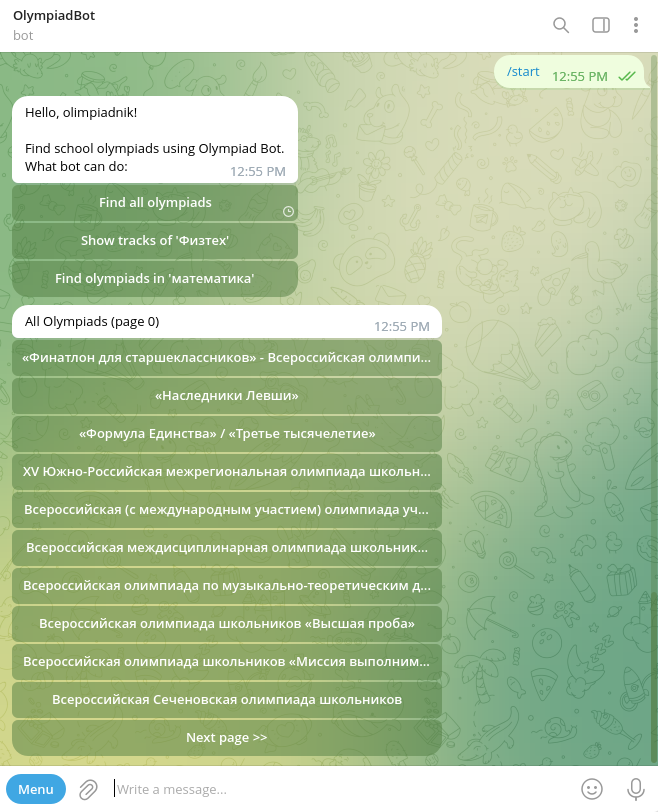 OlympiadBot
bot
/start
12:55 PM
Hello, olimpiadnik!
Find school olympiads using Olympiad Bot.
What bot can do:
12:55 PM
Find all olympiads
Show tracks of 'Физтех'
Find olympiads in 'математика'
All Olympiads (page 0)
12:55 PM
«Финатлон для старшеклассников» - Всероссийская олимпи...
«Наследники Левши»
«Формула Единства» / «Третье тысячелетие»
XV Южно-Российская межрегиональная олимпиада школьн...
Всероссийская (с международным участием) олимпиада уч...
Всероссийская междисциплинарная олимпиада школьник...
Всероссийская олимпиада по музыкально-теоретическим д...
Всероссийская олимпиада школьников «Высшая проба»
Всероссийская олимпиада школьников «Миссия выполним...
Всероссийская Сеченовская олимпиада школьников
Next page >>
Menu
Write a message...